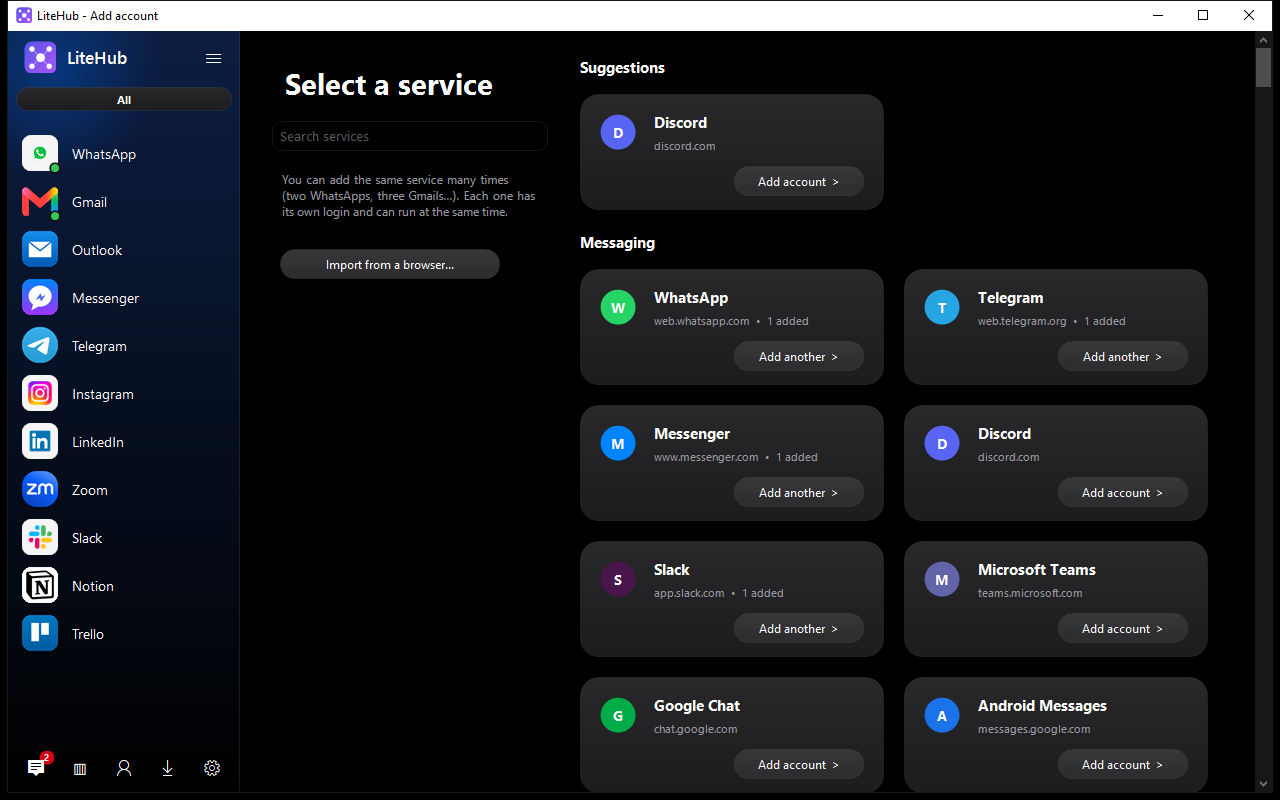 LiteHub - Add account
LiteHub
All
WhatsApp
Gmail
Outlook
Messenger
Telegram
Instagram
LinkedIn
zm Zoom
Slack
Notion
Trello
2
Select a service
Search services
You can add the same service many times
(two WhatsApps, three Gmails...). Each one has
its own login and can run at the same time.
Import from a browser...
Suggestions
D Discord
discord.com
Add account >
Messaging
W WhatsApp
web.whatsapp.com • 1 added
Add another >
T Telegram
web.telegram.org • 1 added
Add another >
M Messenger
www.messenger.com • 1 added
Add another >
D Discord
discord.com
Add account >
S Slack
app.slack.com • 1 added
Add another >
M Microsoft Teams
teams.microsoft.com
Add account >
G Google Chat
chat.google.com
Add account >
A Android Messages
messages.google.com
Add account >